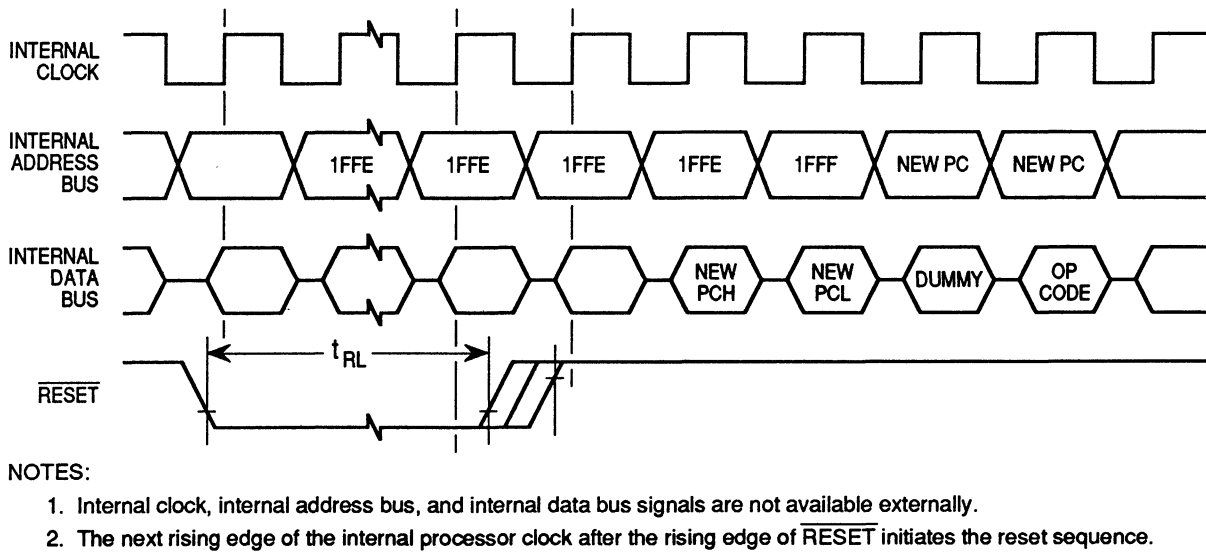 INTERNAL
CLOCK
INTERNAL
ADDRESS
BUS
1FFE
1FFE
1FFE
1FFE
1FFF
NEW PC
NEW PC
INTERNAL
DATA
BUS
NEW
PCH
NEW
PCL
DUMMY
OP
CODE
tRL
RESET
NOTES:
1. Internal clock, internal address bus, and internal data bus signals are not available externally.
2. The next rising edge of the internal processor clock after the rising edge of RESET initiates the reset sequence.